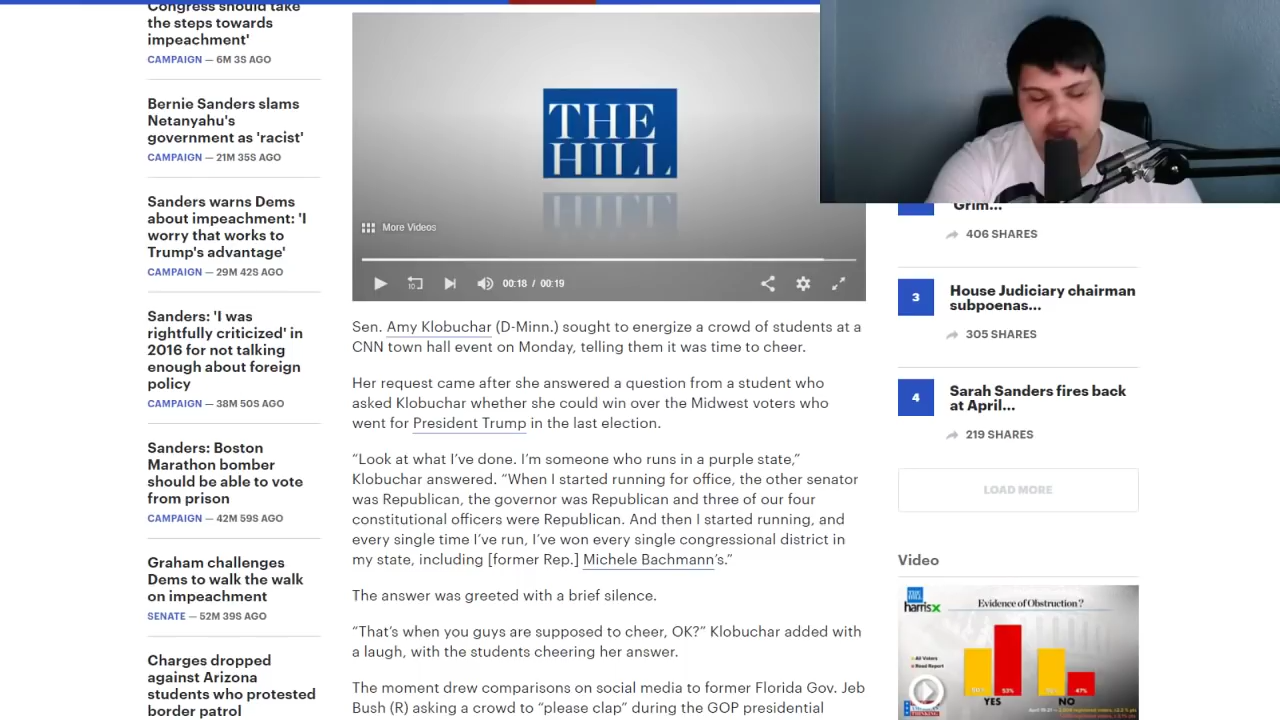 Congress should take
the steps towards
impeachment'
CAMPAIGN — 6M 3S AGO
Bernie Sanders slams
Netanyahu's
government as 'racist'
CAMPAIGN — 21M 35S AGO
Sanders warns Dems
about impeachment: 'I
worry that works to
Trump's advantage'
CAMPAIGN — 29M 42S AGO
Sanders: 'I was
rightfully criticized' in
2016 for not talking
enough about foreign
policy
CAMPAIGN — 38M 50S AGO
Sanders: Boston
Marathon bomber
should be able to vote
from prison
CAMPAIGN — 42M 59S AGO
Graham challenges
Dems to walk the walk
on impeachment
SENATE — 52M 39S AGO
Charges dropped
against Arizona
students who protested
border patrol
THE
HILL
More Videos
10
00:18 / 00:19
Sen. Amy Klobuchar (D-Minn.) sought to energize a crowd of students at a
CNN town hall event on Monday, telling them it was time to cheer.
Her request came after she answered a question from a student who
asked Klobuchar whether she could win over the Midwest voters who
went for President Trump in the last election.
“Look at what I’ve done. I’m someone who runs in a purple state,”
Klobuchar answered. “When I started running for office, the other senator
was Republican, the governor was Republican and three of our four
constitutional officers were Republican. And then I started running, and
every single time I’ve run, I’ve won every single congressional district in
my state, including [former Rep.] Michele Bachmann’s.”
The answer was greeted with a brief silence.
“That’s when you guys are supposed to cheer, OK?” Klobuchar added with
a laugh, with the students cheering her answer.
The moment drew comparisons on social media to former Florida Gov. Jeb
Bush (R) asking a crowd to “please clap” during the GOP presidential
Grim...
406 SHARES
3
House Judiciary chairman
subpoenas...
305 SHARES
4
Sarah Sanders fires back
at April...
219 SHARES
LOAD MORE
Video
THE HILL
harrisx
Evidence of Obstruction?
All Voters
Read Report
53%
47%
YES
NO